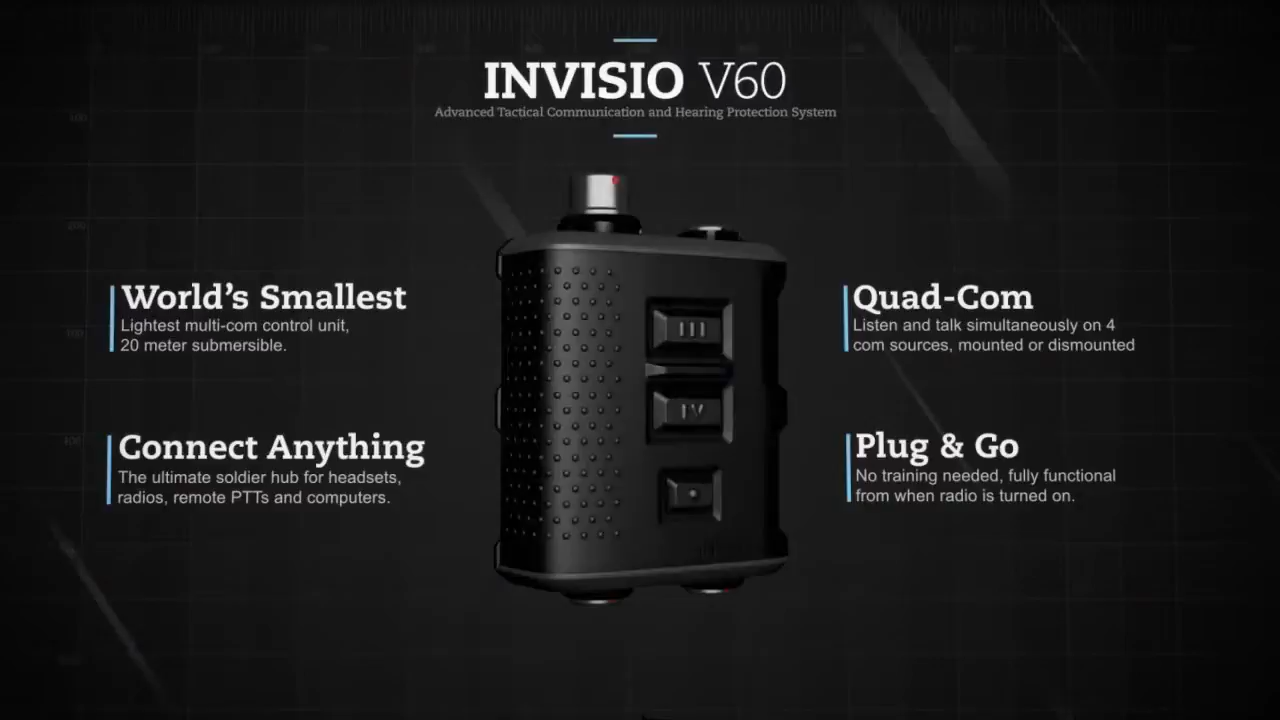 INVISIO V60
Advanced Tactical Communication and Hearing Protection System
World's Smallest
Lightest multi-com control unit,
20 meter submersible.
Connect Anything
The ultimate soldier hub for headsets,
radios, remote PTTs and computers.
Quad-Com
Listen and talk simultaneously on 4
com sources, mounted or dismounted
Plug & Go
No training needed, fully functional
from when radio is turned on.
III
IV